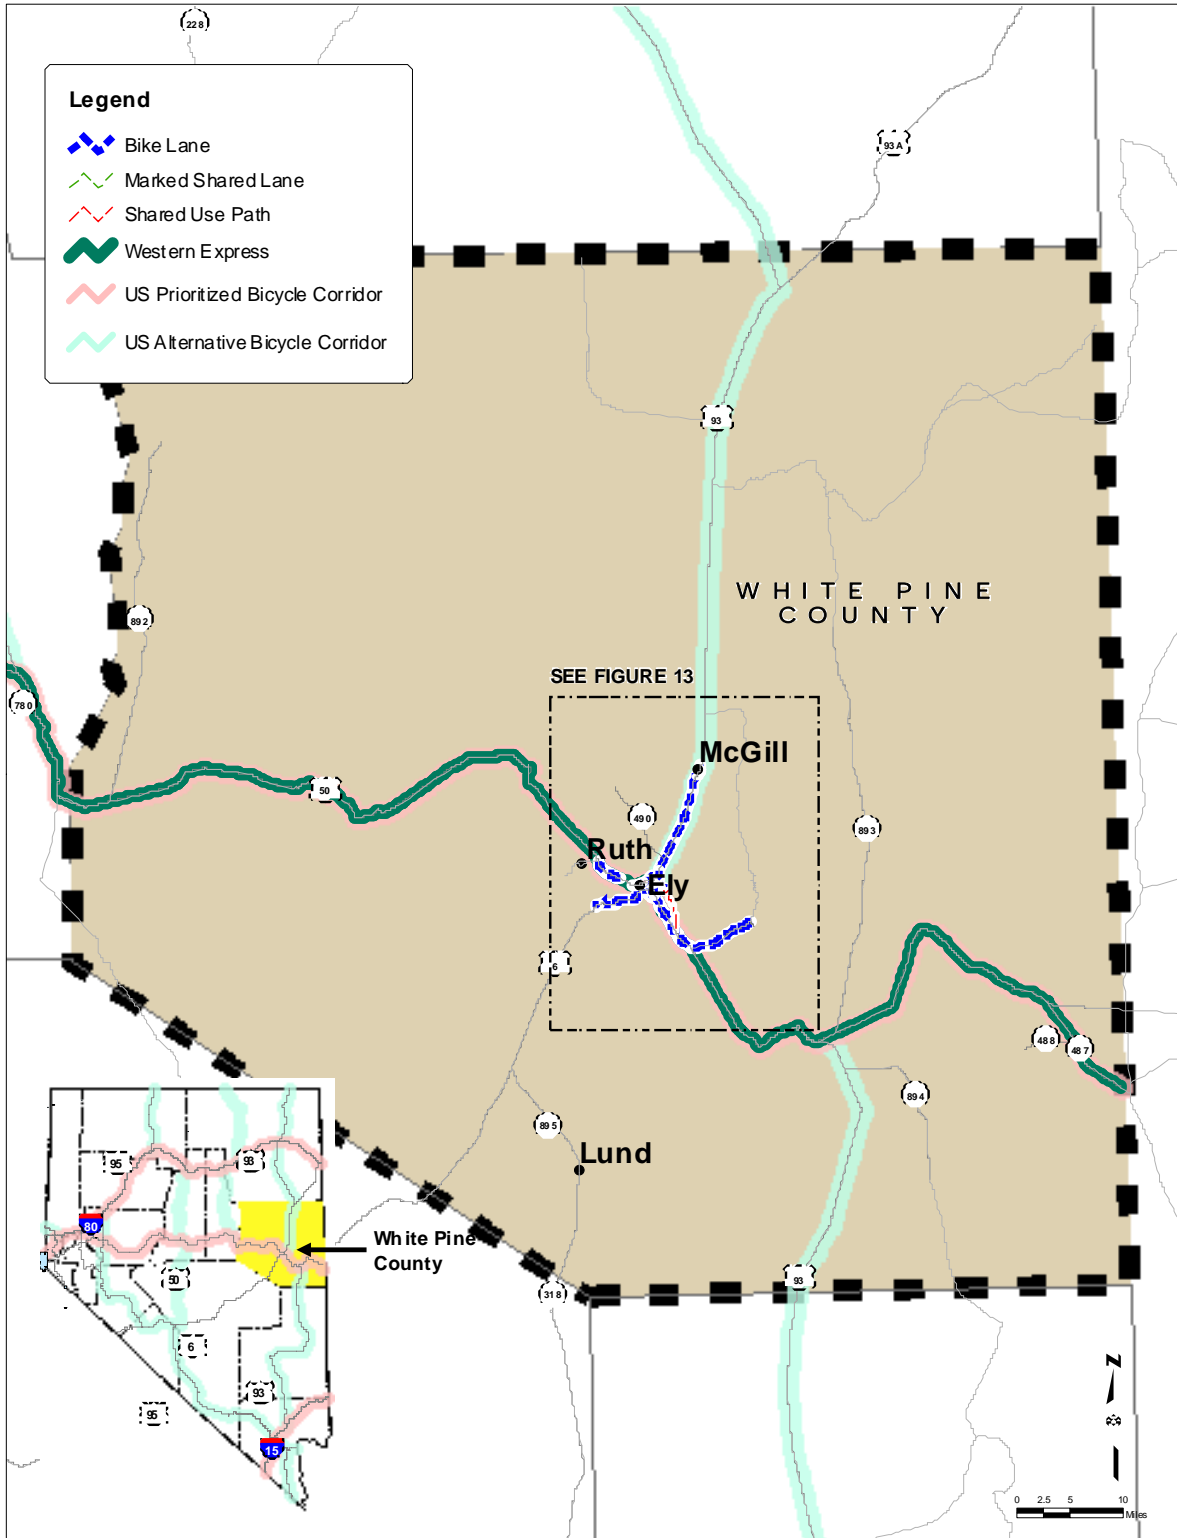 228
Legend
Bike Lane
Marked Shared Lane
Shared Use Path
Western Express
US Prioritized Bicycle Corridor
US Alternative Bicycle Corridor
93A
93
WHITE PINE
COUNTY
892
SEE FIGURE 13
780
McGill
50
490
893
Ruth
Ely
6
488
487
894
895
Lund
95
93
80
White Pine
County
50
93
318
6
93
95
15
N
0 2.5 5 10
Miles